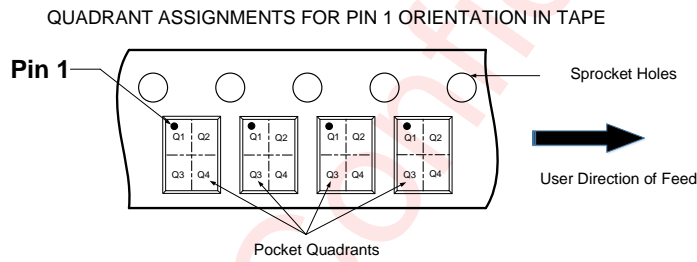 QUADRANT ASSIGNMENTS FOR PIN 1 ORIENTATION IN TAPE
Pin 1
Sprocket Holes
Q1 Q2 Q1 Q2 Q1 Q2 Q1 Q2
Q3 Q4 Q3 Q4 Q3 Q4 Q3 Q4
User Direction of Feed
Pocket Quadrants